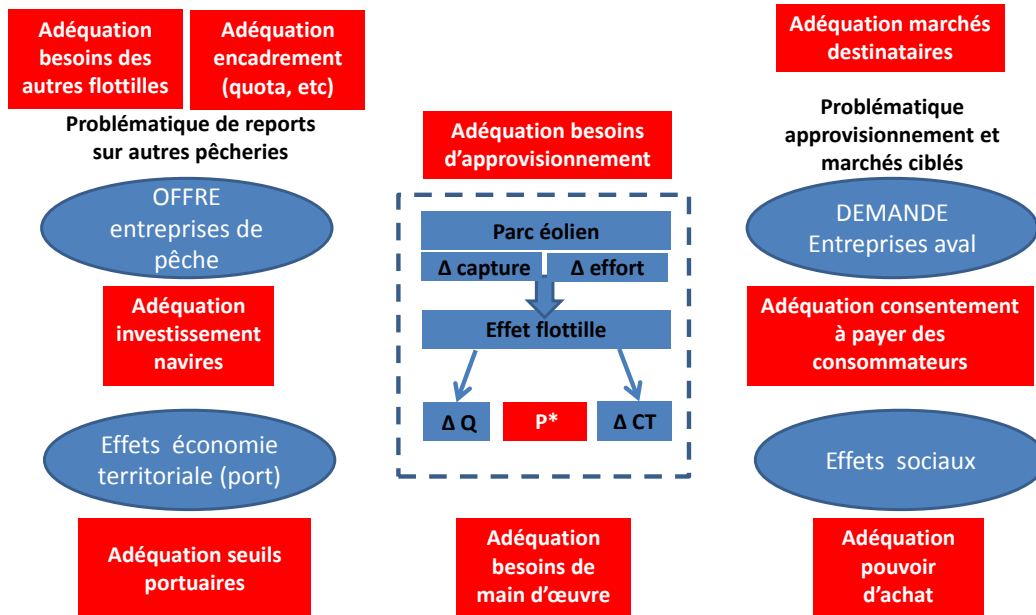 Adéquation
besoins des
autres flottilles
Adéquation
encadrement
(quota, etc)
Adéquation marchés
destinataires
Problématique de reports
sur autres pêcheries
Adéquation besoins
d'approvisionnement
Problématique
approvisionnement et
marchés ciblés
OFFRE
entreprises de
pêche
Parc éolien
Δ capture
Δ effort
Effet flottille
DEMANDE
Entreprises aval
Adéquation
investissement
navires
Adéquation consentement
à payer des
consommateurs
Δ Q
P*
Δ CT
Effets économie
territoriale (port)
Effets sociaux
Adéquation seuils
portuaires
Adéquation
besoins de
main d'œuvre
Adéquation
pouvoir
d'achat